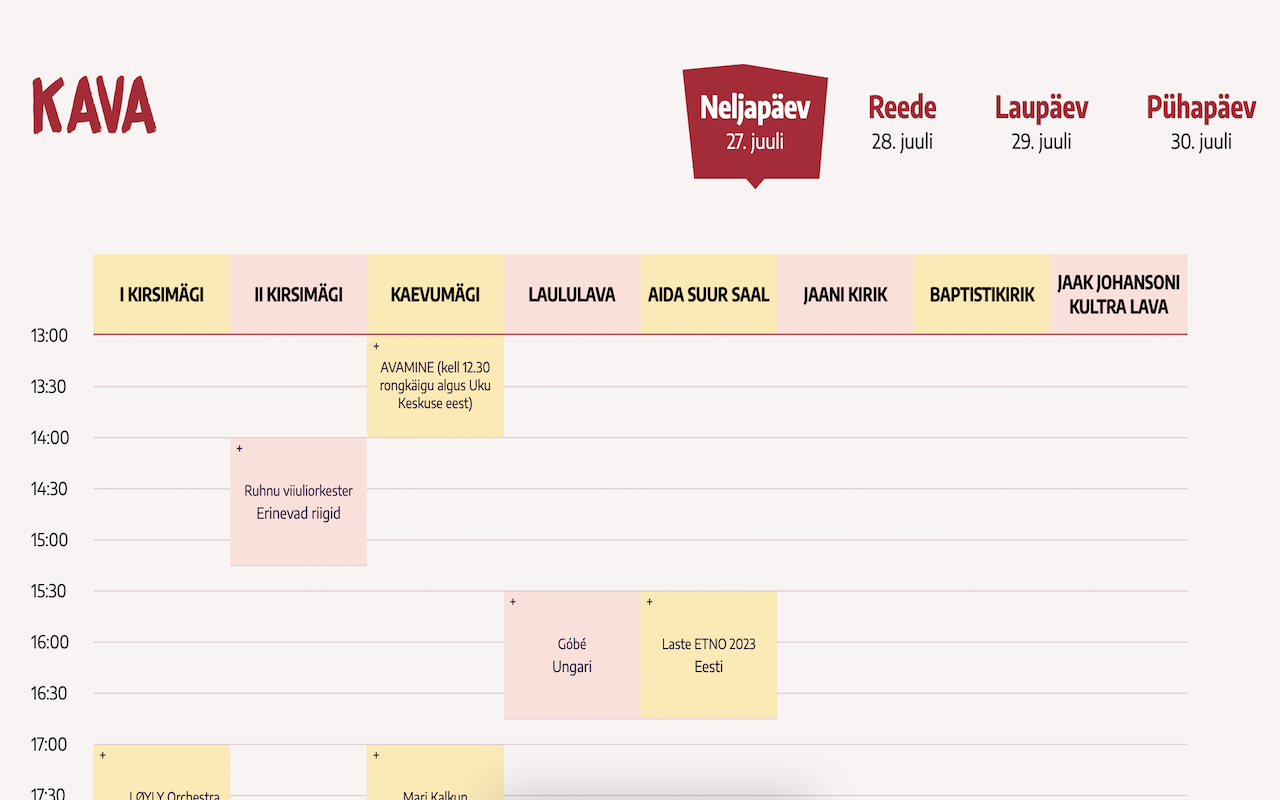 KAVA
Neljapäev
27. juuli
Reede
28. juuli
Laupäev
29. juuli
Pühapäev
30. juuli
I KIRSIMÄGI
II KIRSIMÄGI
KAEVUMÄGI
LAULULAVA
AIDA SUUR SAAL
JAANI KIRIK
BAPTISTIKIRIK
JAAK JOHANSONI
KULTRA LAVA
13:00
+
AVAMINE (kell 12.30
rongkäigu algus Uku
Keskuse eest)
13:30
14:00
+
Ruhnu viiuliorkester
Erinevad riigid
14:30
15:00
15:30
+
Góbé
Ungari
+
Laste ETNO 2023
Eesti
16:00
16:30
17:00
+
LØYLY Orchestra
+
Mari Kalkun
17:30